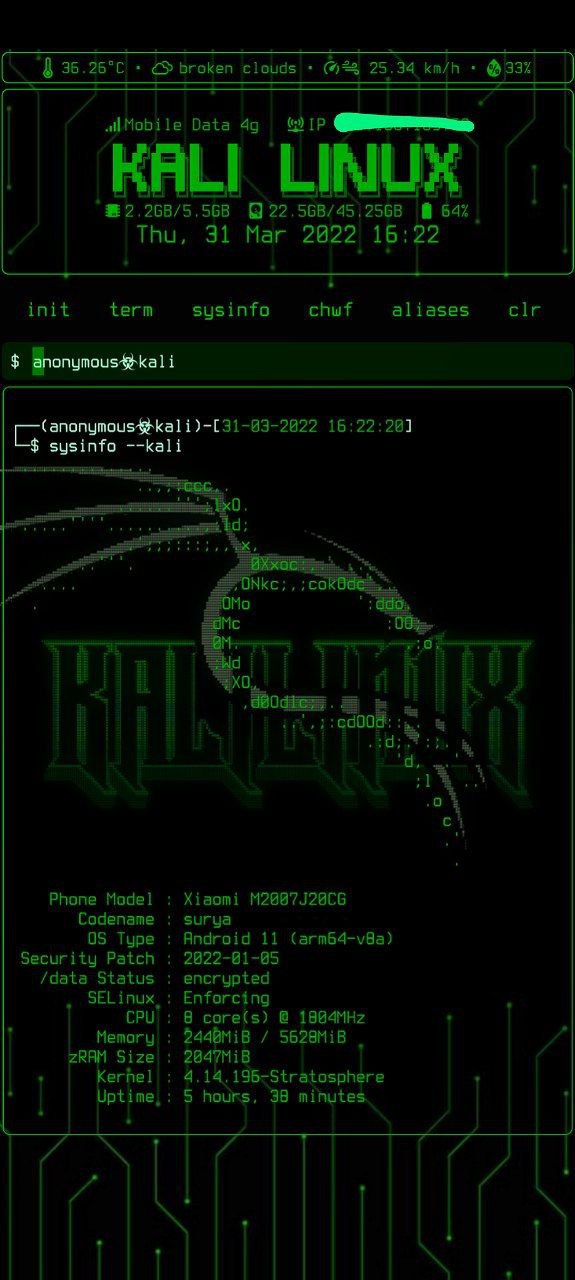 36.26°C • broken clouds • 25.34 km/h • 33%
Mobile Data 4g IP
KALI LINUX
2.2GB/5.5GB 22.5GB/45.25GB 64%
Thu, 31 Mar 2022 16:22
init term sysinfo chwf aliases clr
$ anonymous☣kali
┌──(anonymous☣kali)-[31-03-2022 16:22:20]
└─$ sysinfo --kali
KALI LINUX
Phone Model : Xiaomi M2007J20CG
Codename : surya
OS Type : Android 11 (arm64-v8a)
Security Patch : 2022-01-05
/data Status : encrypted
SELinux : Enforcing
CPU : 8 core(s) @ 1804MHz
Memory : 2440MiB / 5628MiB
zRAM Size : 2047MiB
Kernel : 4.14.196-Stratosphere
Uptime : 5 hours, 38 minutes